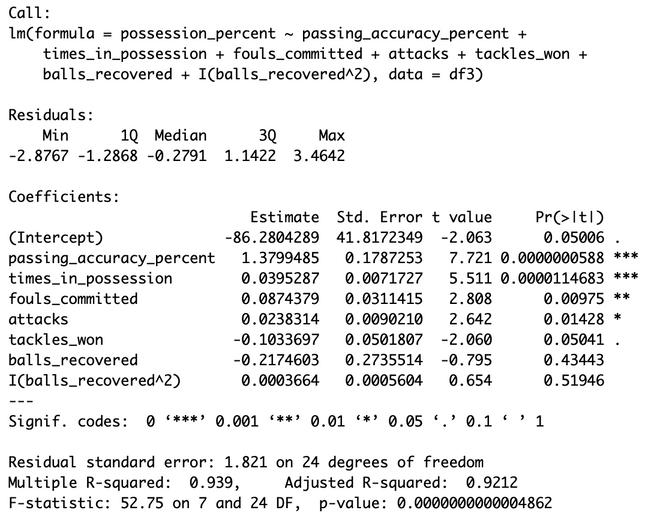 Call:
lm(formula = possession_percent ~ passing_accuracy_percent +
    times_in_possession + fouls_committed + attacks + tackles_won +
    balls_recovered + I(balls_recovered^2), data = df3)

Residuals:
    Min      1Q  Median      3Q     Max
-2.8767 -1.2868 -0.2791  1.1422  3.4642

Coefficients:
                            Estimate  Std. Error t value     Pr(>|t|)
(Intercept)              -86.2804289  41.8172349  -2.063      0.05006 .
passing_accuracy_percent   1.3799485   0.1787253   7.721 0.0000000588 ***
times_in_possession        0.0395287   0.0071727   5.511 0.0000114683 ***
fouls_committed            0.0874379   0.0311415   2.808      0.00975 **
attacks                    0.0238314   0.0090210   2.642      0.01428 *
tackles_won               -0.1033697   0.0501807  -2.060      0.05041 .
balls_recovered           -0.2174603   0.2735514  -0.795      0.43443
I(balls_recovered^2)       0.0003664   0.0005604   0.654      0.51946
---
Signif. codes:  0 ‘***’ 0.001 ‘**’ 0.01 ‘*’ 0.05 ‘.’ 0.1 ‘ ’ 1

Residual standard error: 1.821 on 24 degrees of freedom
Multiple R-squared:  0.939,     Adjusted R-squared:  0.9212
F-statistic: 52.75 on 7 and 24 DF,  p-value: 0.0000000000004862